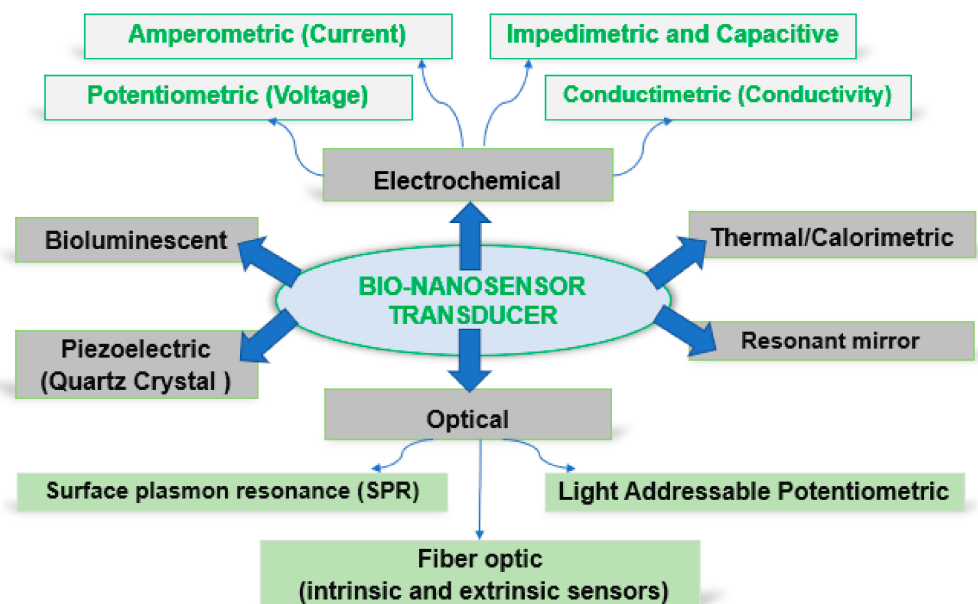 Amperometric (Current)
Impedimetric and Capacitive
Potentiometric (Voltage)
Conductimetric (Conductivity)
Electrochemical
Bioluminescent
Thermal/Calorimetric
BIO-NANOSENSOR
TRANSDUCER
Piezoelectric
(Quartz Crystal )
Resonant mirror
Optical
Surface plasmon resonance (SPR)
Light Addressable Potentiometric
Fiber optic
(intrinsic and extrinsic sensors)